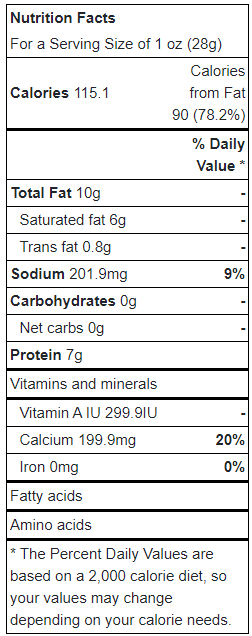 Nutrition Facts
For a Serving Size of 1 oz (28g)
Calories 115.1
Calories
from Fat
90 (78.2%)
% Daily
Value *
Total Fat 10g -
Saturated fat 6g -
Trans fat 0.8g -
Sodium 201.9mg 9%
Carbohydrates 0g -
Net carbs 0g -
Protein 7g
Vitamins and minerals
Vitamin A IU 299.9IU -
Calcium 199.9mg 20%
Iron 0mg 0%
Fatty acids
Amino acids
* The Percent Daily Values are
based on a 2,000 calorie diet, so
your values may change
depending on your calorie needs.